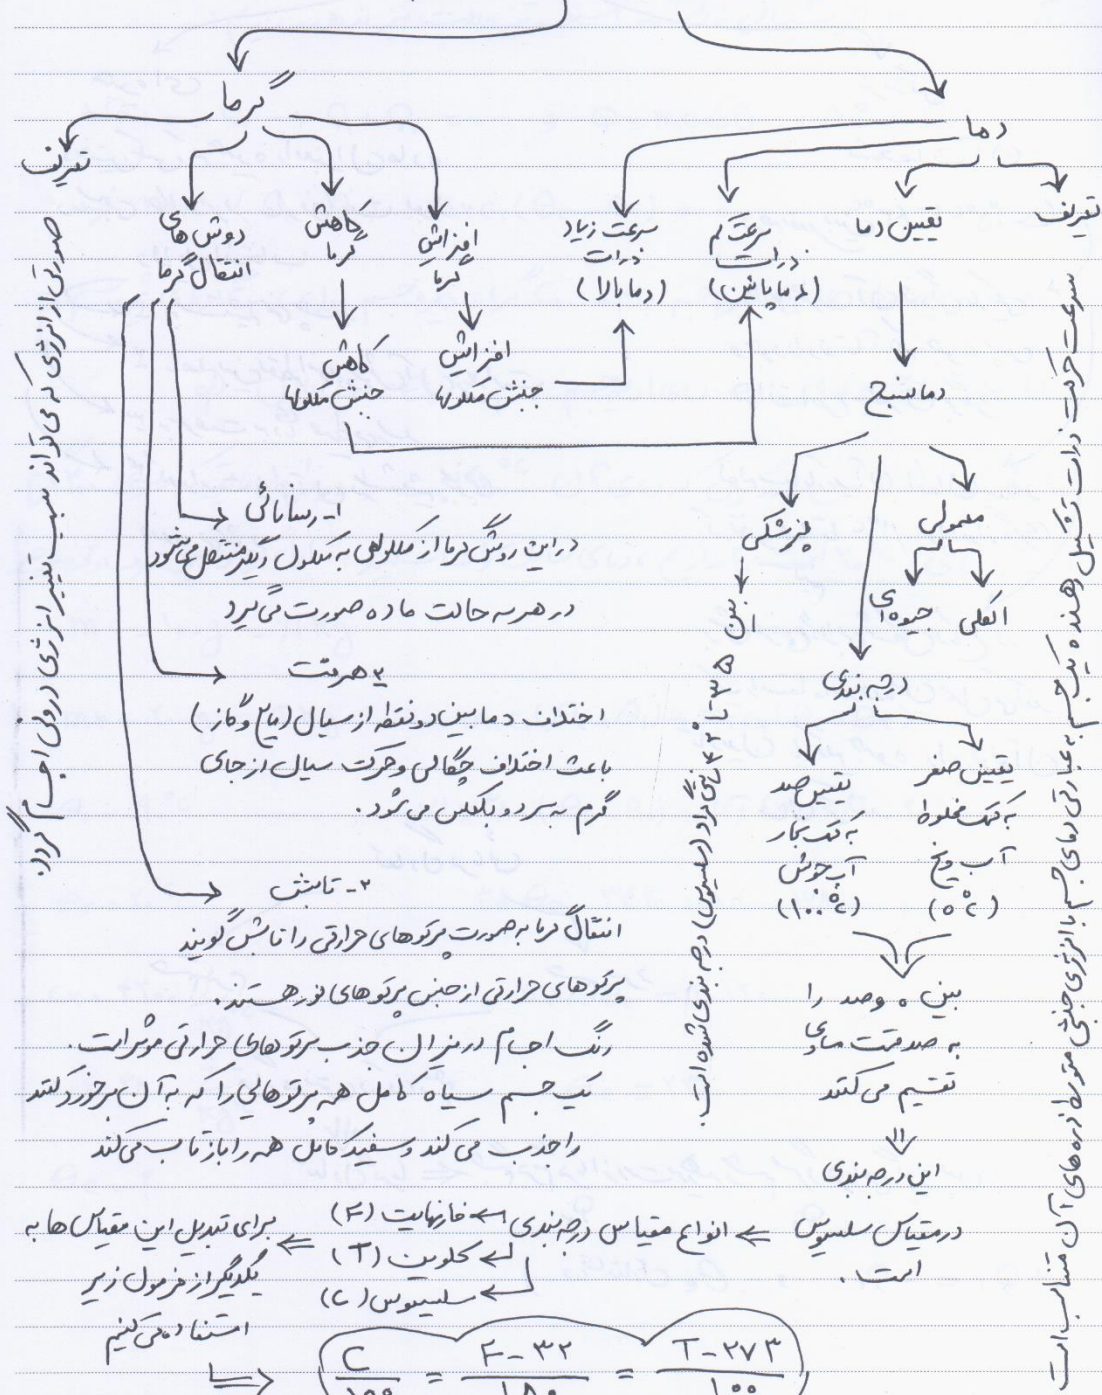 دما
تعریف
سرعت حرکت ذرات تشکیل دهنده یک جسم به عبارتی دمای جسم با انرژی جنبشی متوسط ذره های آن متناسب است
تعیین دما
دماسنج
معمولی
الکلی
جیوه ای
پزشکی
بین ۳۵ تا ۴۲ سانتی گراد (سلسیوس) درجه بندی شده است.
درجه بندی
تعیین صفر
به کمک مخلوط
آب و یخ
(۰°C)
تعیین صد
به کمک بخار
آب جوش
(۱۰۰°C)
بین ۰ و صد را
به صد قسمت مساوی
تقسیم می کنند
این درجه بندی
در مقیاس سلسیوس
است.
سرعت کم
ذرات
(دما پائین)
سرعت زیاد
ذرات
(دما بالا)
گرما
افزایش
گرما
افزایش
جنبش مولکولها
کاهش
گرما
کاهش
جنبش مولکولها
روش های
انتقال گرما
تعریف
صورتی از انرژی که می تواند سبب تغییر انرژی درونی اجسام گردد.
۱- رسانائی
در این روش گرما از مولکولی به مولکول دیگر منتقل می شود
در هر سه حالت ماده صورت می گیرد
۲ همرفت
اختلاف دما بین دو نقطه از سیال (مایع و گاز)
باعث اختلاف چگالی و حرکت سیال از جای
گرم به سرد و بالعکس می شود.
۳- تابش
انتقال گرما به صورت پرتوهای حرارتی را تابش گویند
پرتوهای حرارتی از جنس پرتوهای نور هستند.
رنگ اجسام در میزان جذب پرتوهای حرارتی موثر است.
یک جسم سیاه کامل همه پرتوهایی را که به آن برخورد کنند
را جذب می کند و سفید کامل همه را باز تاب می کند
انواع مقیاس درجه بندی
فارنهایت (F)
کلوین (T)
سلسیوس (C)
برای تبدیل این مقیاس ها به
یکدیگر از فرمول زیر
استفاده می کنیم
C/۱۰۰ = F-۳۲/۱۸۰ = T-۲۷۳/۱۰۰